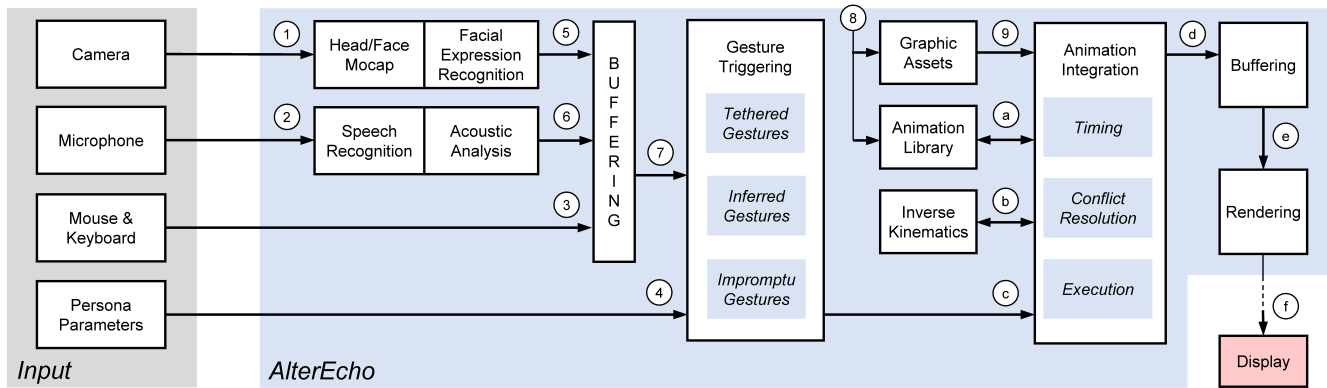 Camera
Microphone
Mouse &
Keyboard
Persona
Parameters
Input
1
2
3
4
Head/Face
Mocap
Facial
Expression
Recognition
Speech
Recognition
Acoustic
Analysis
5
6
BUFFERING
7
Gesture
Triggering
Tethered
Gestures
Inferred
Gestures
Impromptu
Gestures
8
Graphic
Assets
Animation
Library
Inverse
Kinematics
9
a
b
c
Animation
Integration
Timing
Conflict
Resolution
Execution
d
Buffering
e
Rendering
f
Display
AlterEcho